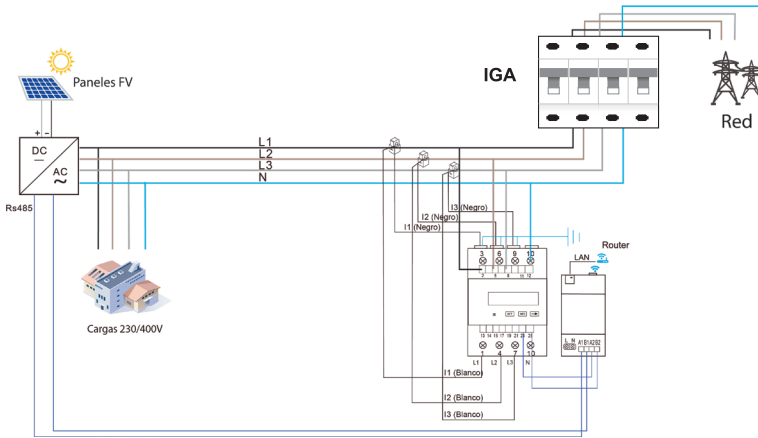 IGA
Red
Paneles FV
+ −
DC
AC
Rs485
L1
L2
L3
N
I3 (Negro)
I2 (Negro)
I1 (Negro)
3 6 9 10
Router
LAN
Cargas 230/400V
L N
A1B1A2B2
1 4 7 10
L1 L2 L3 N
I1 (Blanco)
I2 (Blanco)
I3 (Blanco)